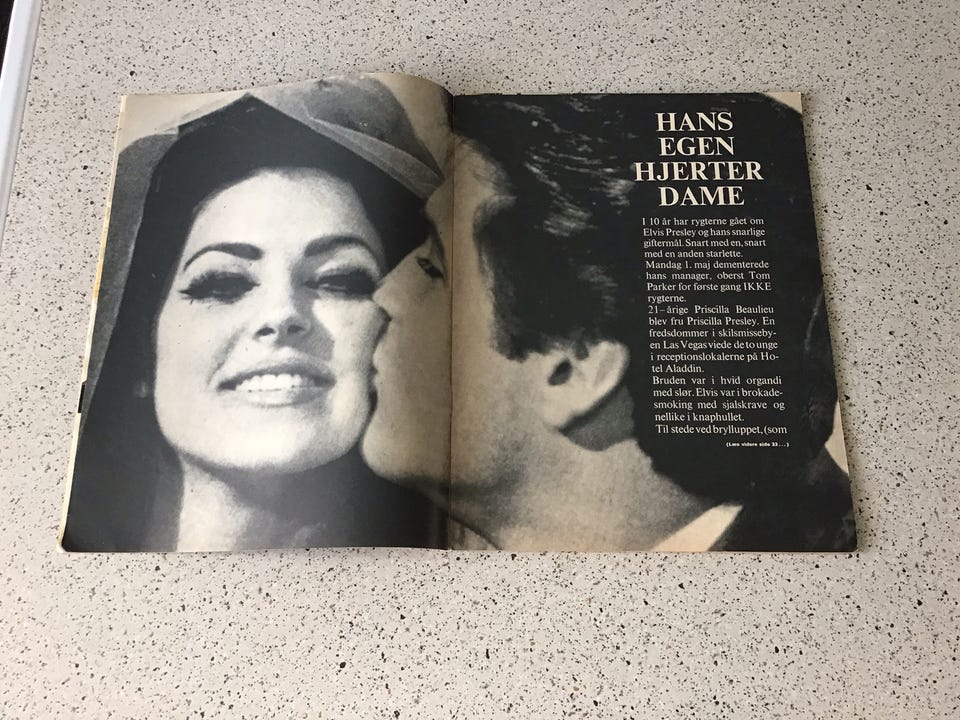 HANS
EGEN
HJERTER
DAME
I 10 år har rygterne gået om
Elvis Presley og hans snarlige
giftermål. Snart med en, snart
med en anden starlette.
Mandag 1. maj dementerede
hans manager, oberst Tom
Parker for første gang IKKE
rygterne.
21-årige Priscilla Beaulieu
blev fru Priscilla Presley. En
fredsdommer i skilsmisseby-
en Las Vegas viede de to unge
i receptionslokalerne på Ho-
tel Aladdin.
Bruden var i hvid organdi
med slør. Elvis var i brokade-
smoking med sjalskrave og
nellike i knaphullet.
Til stede ved brylluppet, (som
(Læs videre side 33...)